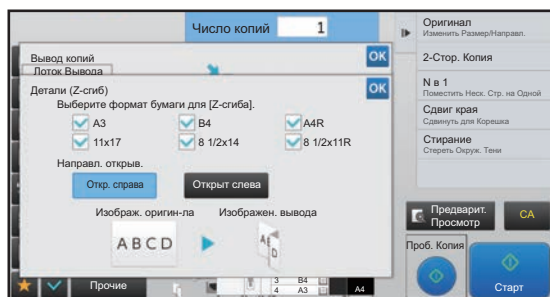 Число копий 1
Вывод копий
OK
Лоток Вывода
Детали (Z-сгиб)
OK
Выберите формат бумаги для [Z-сгиба].
A3
B4
A4R
11x17
8 1/2x14
8 1/2x11R
Направл. открыв.
Откр. справа
Открыт слева
Изображ. оригин-ла
Изображен. вывода
A B C D
Прочие
3 B4
4 A3
A4
Оригинал
Изменить Размер/Направл.
2-Стор. Копия
N в 1
Поместить Неск. Стр. на Одной
Сдвиг края
Сдвинуть для Корешка
Стирание
Стереть Окруж. Тени
Предварит.
Просмотр
CA
Проб. Копия
Старт